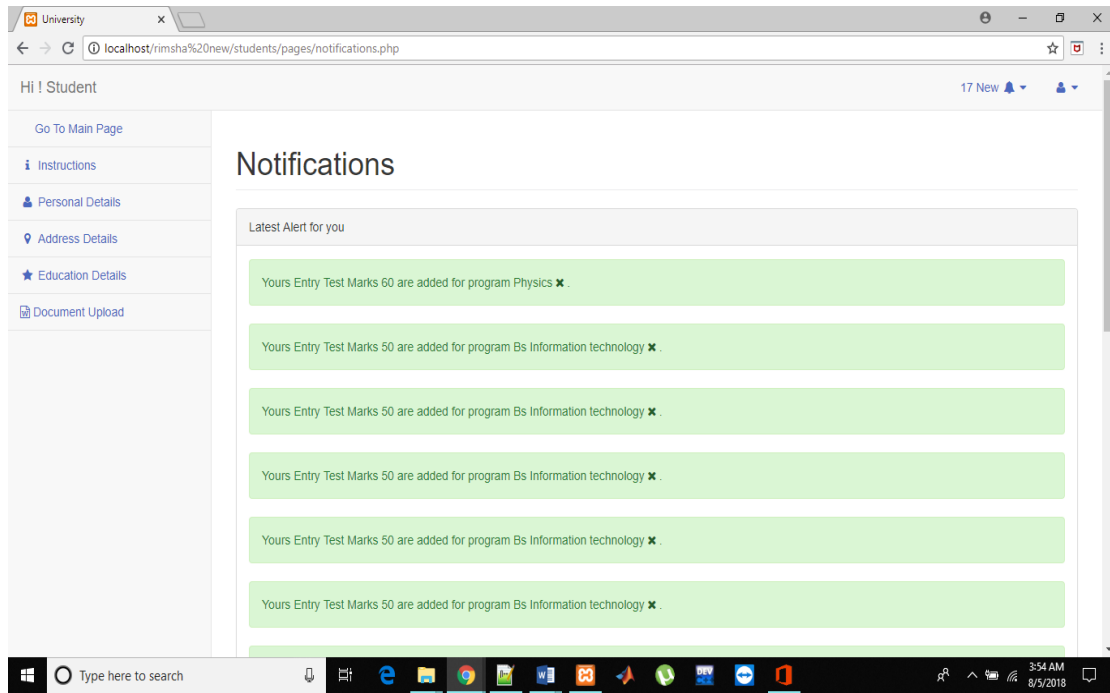 University
localhost/rimsha%20new/students/pages/notifications.php
Hi ! Student
17 New
Go To Main Page
Instructions
Personal Details
Address Details
Education Details
Document Upload
Notifications
Latest Alert for you
Yours Entry Test Marks 60 are added for program Physics ✖ .
Yours Entry Test Marks 50 are added for program Bs Information technology ✖ .
Yours Entry Test Marks 50 are added for program Bs Information technology ✖ .
Yours Entry Test Marks 50 are added for program Bs Information technology ✖ .
Yours Entry Test Marks 50 are added for program Bs Information technology ✖ .
Yours Entry Test Marks 50 are added for program Bs Information technology ✖ .
Type here to search
DEV
3:54 AM
8/5/2018